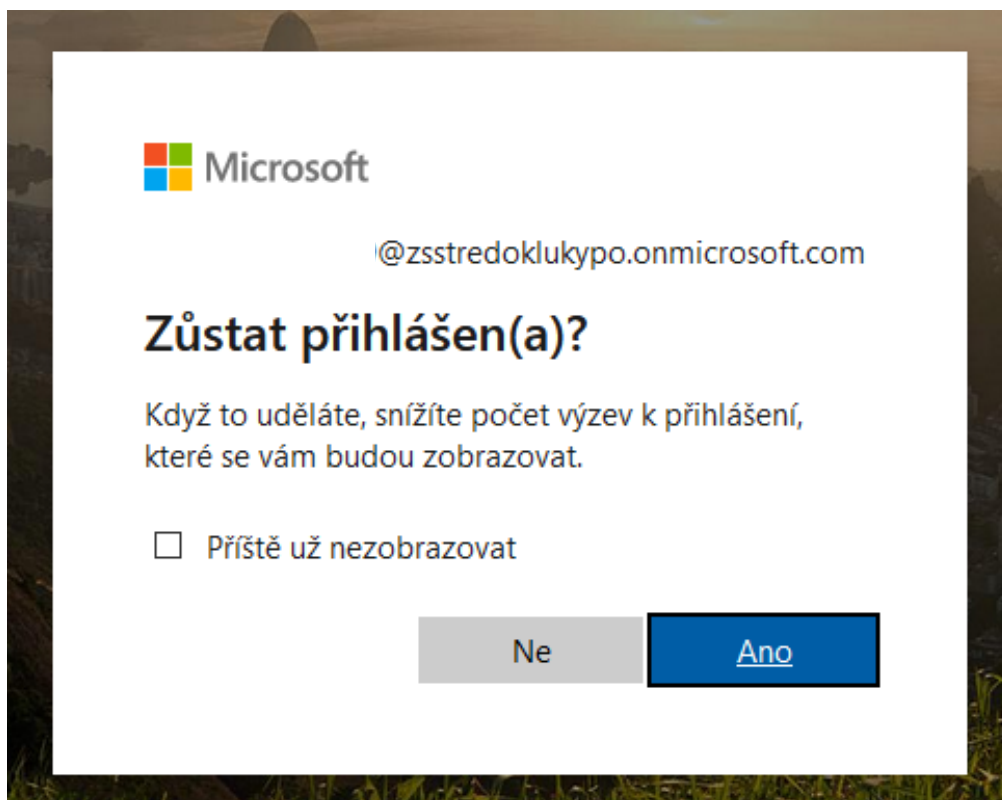 Microsoft
@zsstredoklukypo.onmicrosoft.com
Zůstat přihlášen(a)?
Když to uděláte, snížíte počet výzev k přihlášení,
které se vám budou zobrazovat.
Příště už nezobrazovat
Ne
Ano